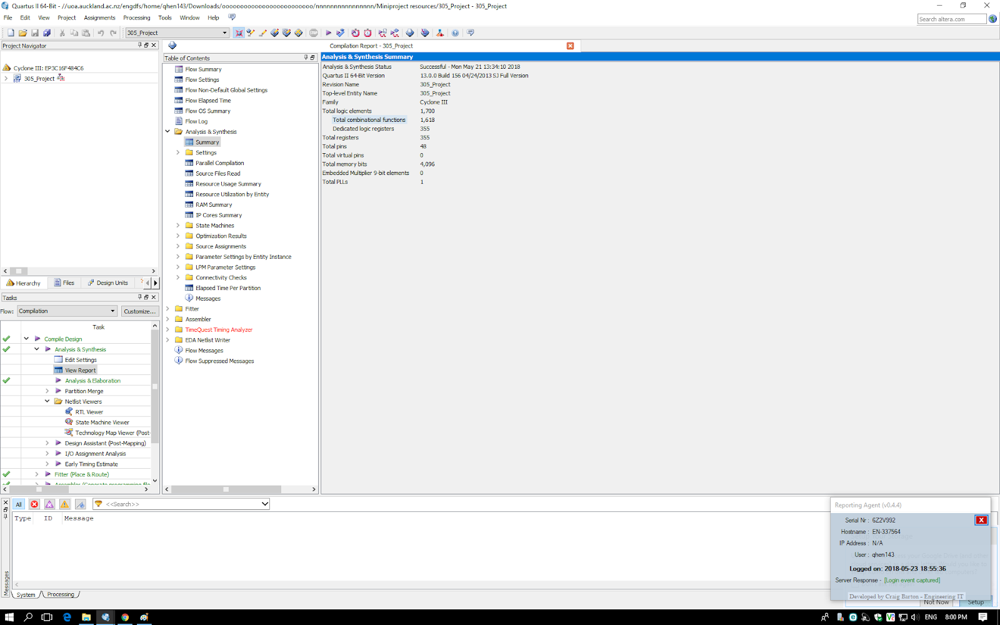 Quartus II 64-Bit - //uoa.auckland.ac.nz/engdfs/home/qhen143/Downloads/ooooooooooooooooooooooooo/nnnnnnnnnnnnnnnn/Miniproject resources/305_Project - 305_Project
File Edit View Project Assignments Processing Tools Window Help
Search altera.com
305_Project
Project Navigator
Cyclone III: EP3C16F484C6
305_Project
Hierarchy Files Design Units
Tasks
Flow: Compilation Customize...
Task
Compile Design
Analysis & Synthesis
Edit Settings
View Report
Analysis & Elaboration
Partition Merge
Netlist Viewers
RTL Viewer
State Machine Viewer
Technology Map Viewer (Post-
Design Assistant (Post-Mapping)
I/O Assignment Analysis
Early Timing Estimate
Fitter (Place & Route)
Assembler (Generate programming file
Table of Contents
Flow Summary
Flow Settings
Flow Non-Default Global Settings
Flow Elapsed Time
Flow OS Summary
Flow Log
Analysis & Synthesis
Summary
Settings
Parallel Compilation
Source Files Read
Resource Usage Summary
Resource Utilization by Entity
RAM Summary
IP Cores Summary
State Machines
Optimization Results
Source Assignments
Parameter Settings by Entity Instance
LPM Parameter Settings
Connectivity Checks
Elapsed Time Per Partition
Messages
Fitter
Assembler
TimeQuest Timing Analyzer
EDA Netlist Writer
Flow Messages
Flow Suppressed Messages
Compilation Report - 305_Project
Analysis & Synthesis Summary
Analysis & Synthesis Status Successful - Mon May 21 13:34:10 2018
Quartus II 64-Bit Version 13.0.0 Build 156 04/24/2013 SJ Full Version
Revision Name 305_Project
Top-level Entity Name 305_Project
Family Cyclone III
Total logic elements 1,700
Total combinational functions 1,618
Dedicated logic registers 355
Total registers 355
Total pins 48
Total virtual pins 0
Total memory bits 4,096
Embedded Multiplier 9-bit elements 0
Total PLLs 1
All <<Search>>
Type ID Message
Messages
System Processing
Reporting Agent (v0.4.4)
X
Serial Nr : 6Z2V992
Hostname : EN-337564
IP Address : N/A
User : qhen143
Logged on: 2018-05-23 18:55:36
Server Response - [Login event captured]
Developed by Craig Barton - Engineering IT
Not Now Setup
ENG 8:00 PM